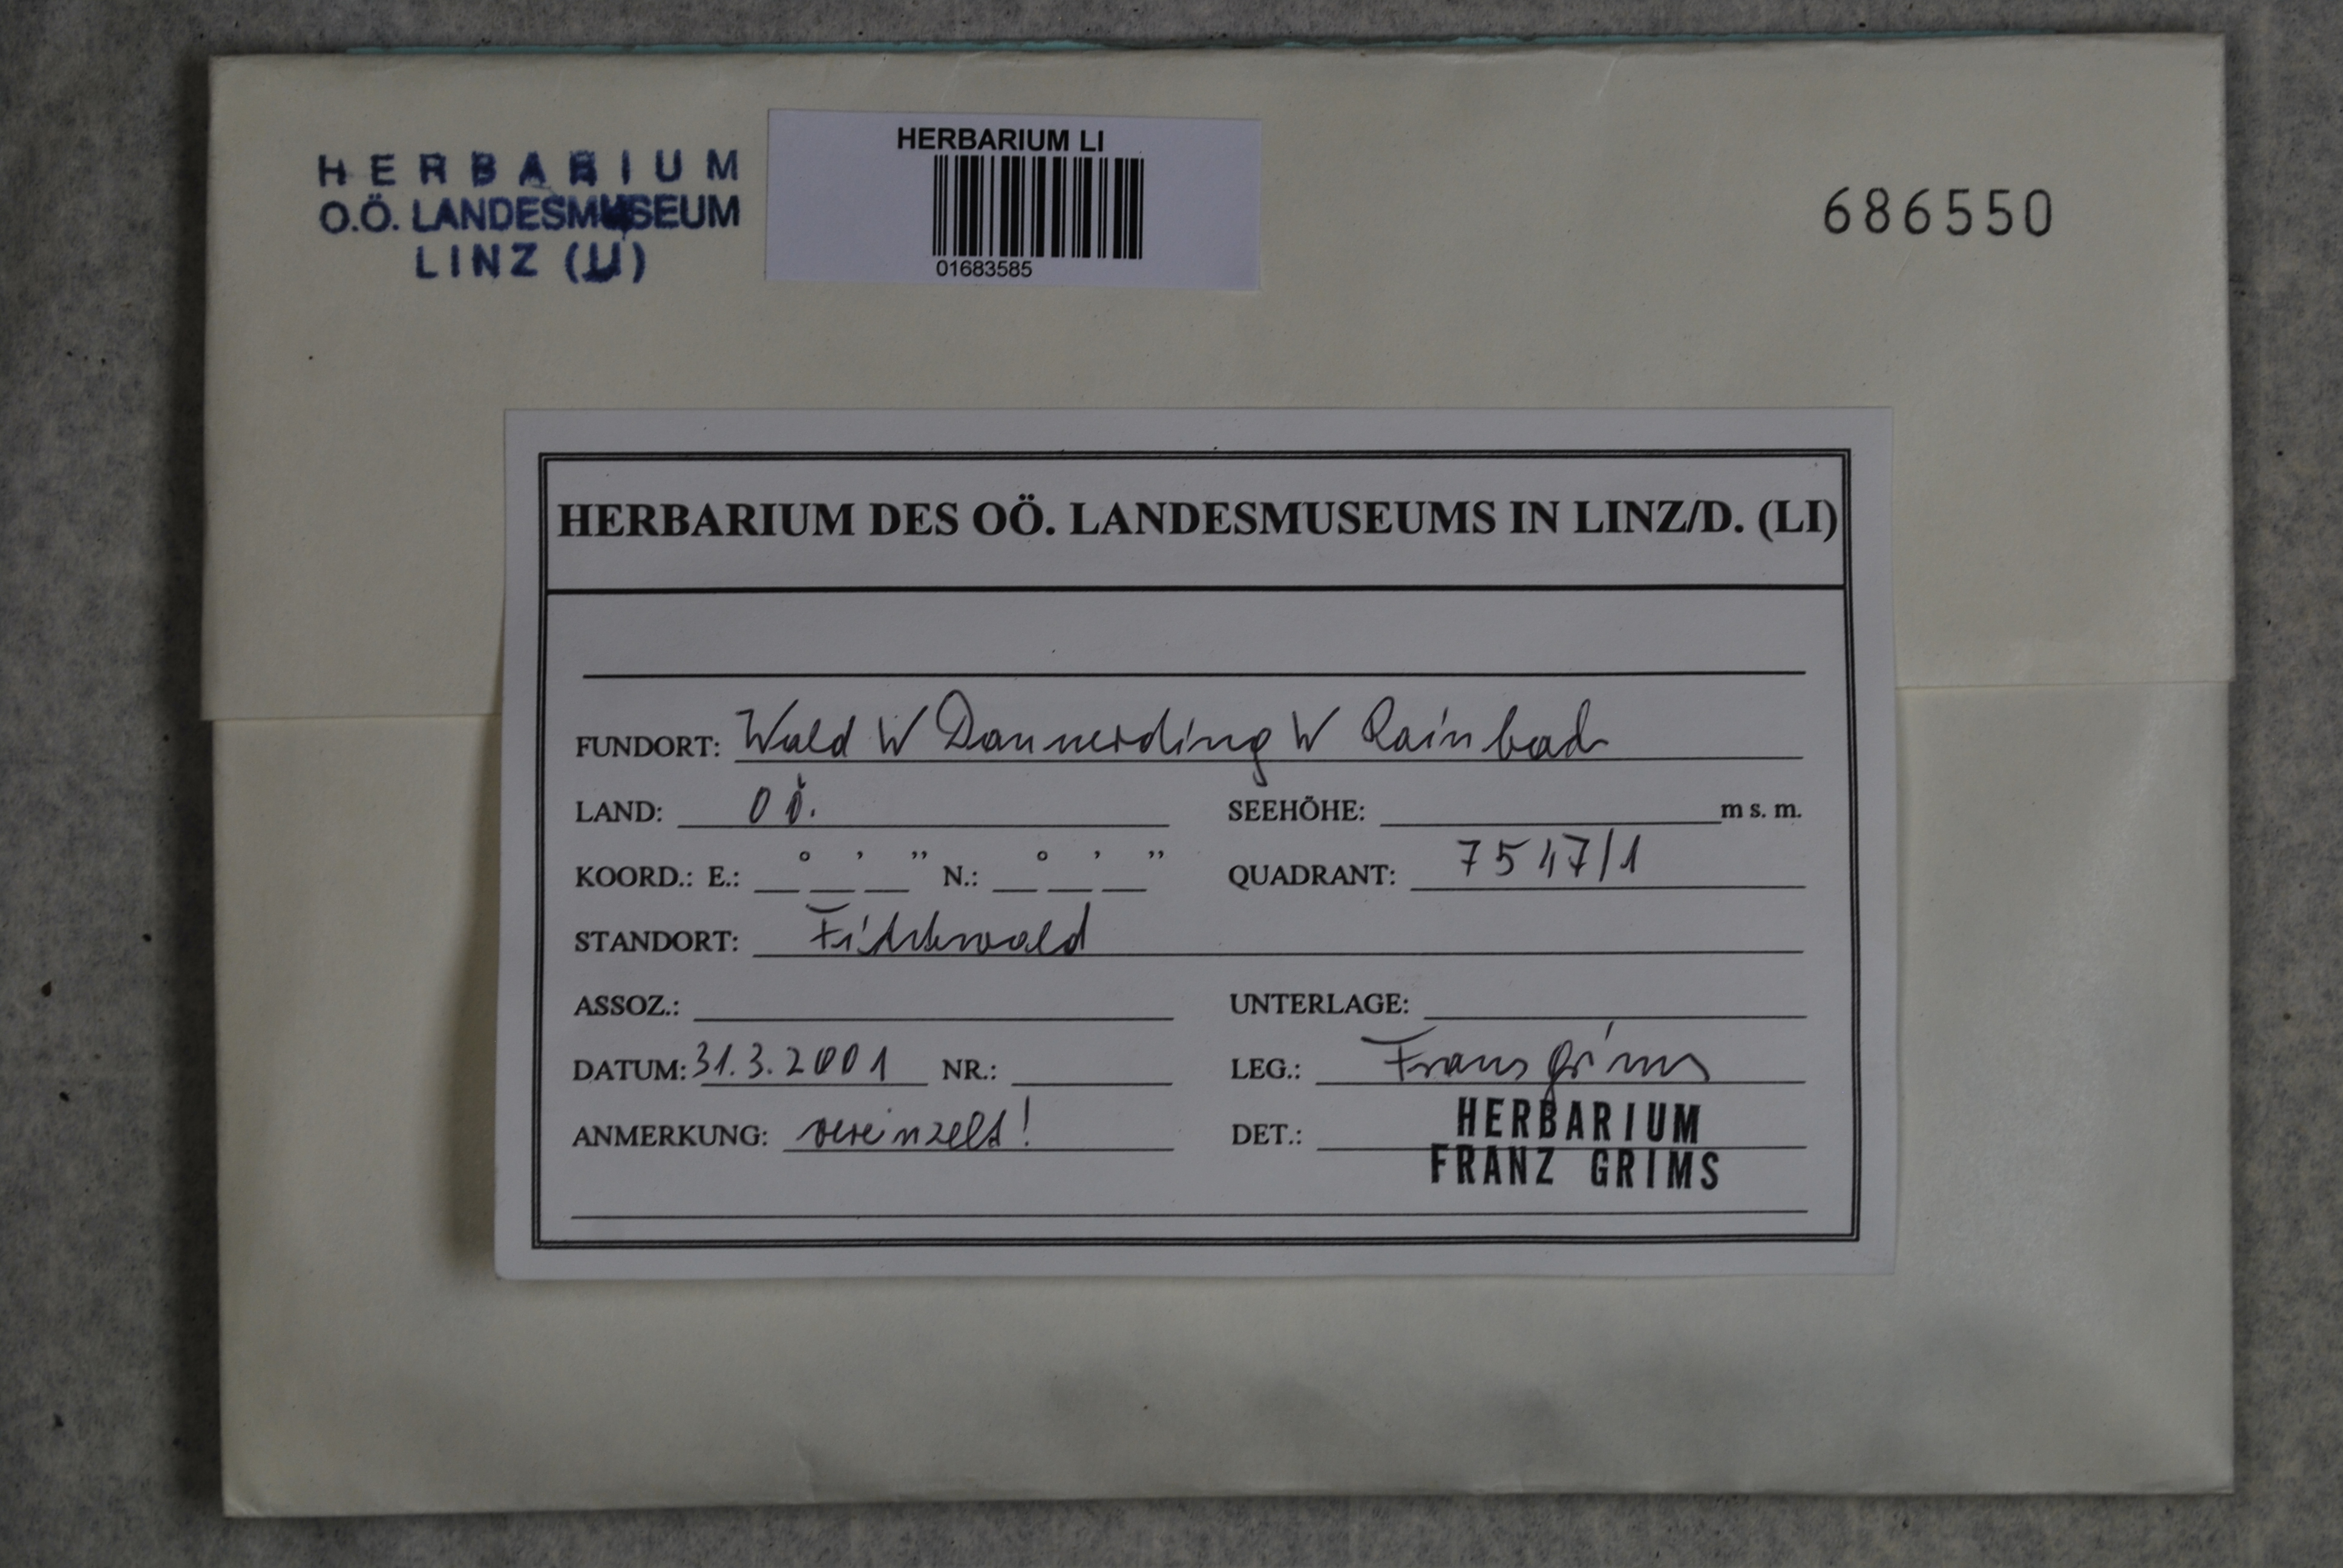 HERBARIUM
O.Ö. LANDESMUSEUM
LINZ (LI)
HERBARIUM LI
01683585
686550
HERBARIUM DES OÖ. LANDESMUSEUMS IN LINZ/D. (LI)
FUNDORT: Wald W Dannerding W Rainbach
LAND: OÖ. SEEHÖHE: m s. m.
KOORD.: E.: ° ’ ” N.: ° ’ ” QUADRANT: 7547/1
STANDORT: Fichtenwald
ASSOZ.: UNTERLAGE:
DATUM: 31.3.2001 NR.: LEG.: Franz Grims
ANMERKUNG: vereinzelt! DET.:
HERBARIUM
FRANZ GRIMS